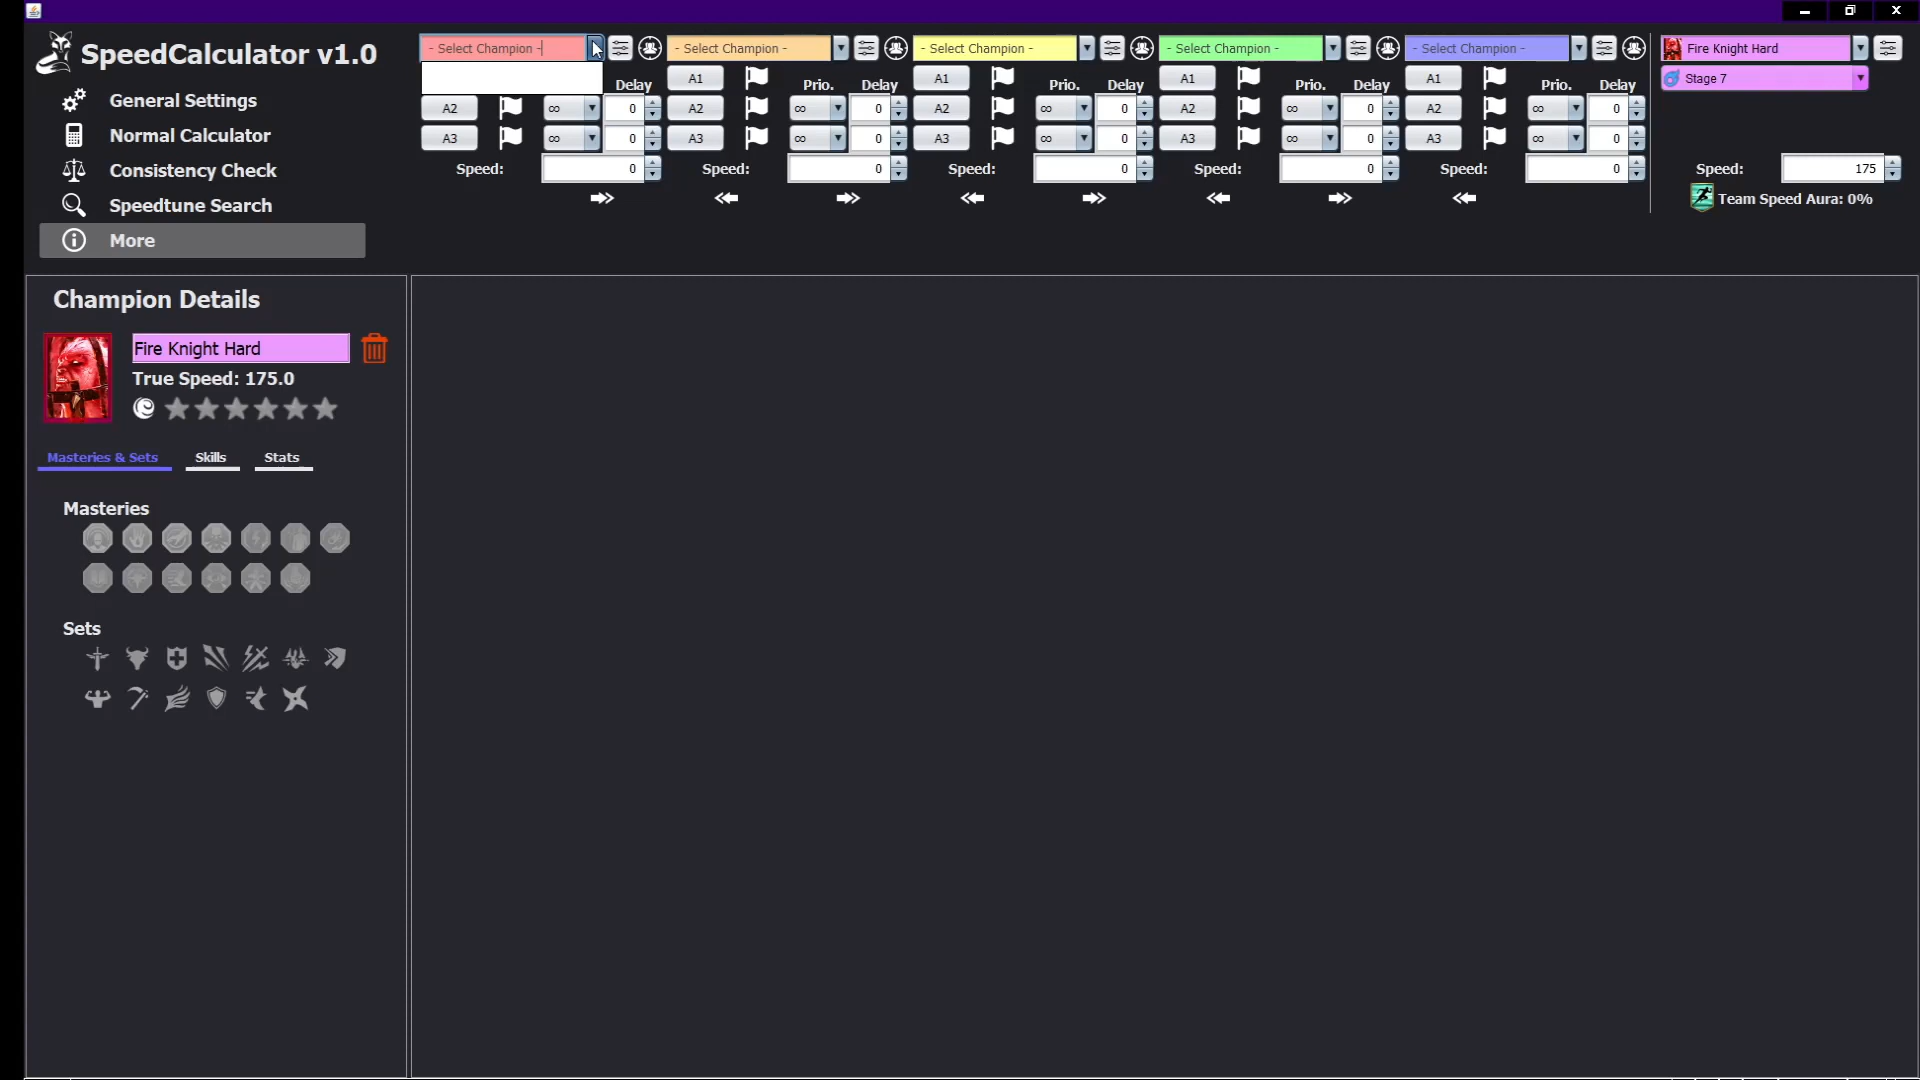 SpeedCalculator v1.0
General Settings
Normal Calculator
Consistency Check
Speedtune Search
More
- Select Champion - - Select Champion - - Select Champion - - Select Champion - - Select Champion - Fire Knight Hard
A1 A1 A1 A1 Stage 7
Delay Prio. Delay Prio. Delay Prio. Delay Prio. Delay
A2 ∞ 0 A2 ∞ 0 A2 ∞ 0 A2 ∞ 0 A2 ∞ 0
A3 ∞ 0 A3 ∞ 0 A3 ∞ 0 A3 ∞ 0 A3 ∞ 0
Speed: 0 Speed: 0 Speed: 0 Speed: 0 Speed: 0 Speed: 175
Team Speed Aura: 0%
Champion Details
Fire Knight Hard
True Speed: 175.0
Masteries & Sets Skills Stats
Masteries
Sets